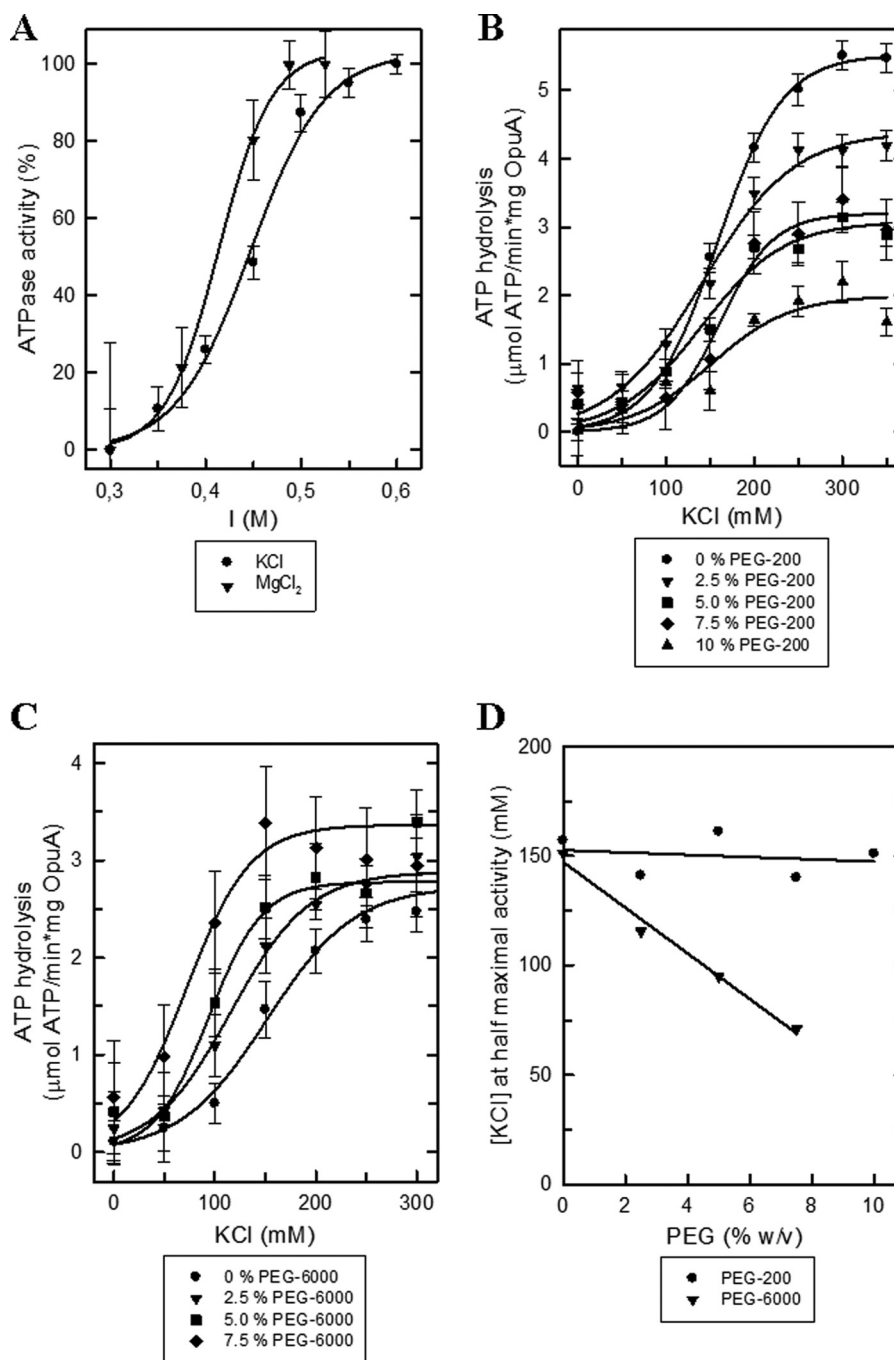 A
ATPase activity (%)
100
80
60
40
20
0
0,3 0,4 0,5 0,6
I (M)
KCl
MgCl₂
B
ATP hydrolysis
(µmol ATP/min*mg OpuA)
5
4
3
2
1
0
0 100 200 300
KCl (mM)
0 % PEG-200
2.5 % PEG-200
5.0 % PEG-200
7.5 % PEG-200
10 % PEG-200
C
ATP hydrolysis
(µmol ATP/min*mg OpuA)
4
3
2
1
0
0 100 200 300
KCl (mM)
0 % PEG-6000
2.5 % PEG-6000
5.0 % PEG-6000
7.5 % PEG-6000
D
[KCl] at half maximal activity (mM)
200
150
100
50
0
0 2 4 6 8 10
PEG (% w/v)
PEG-200
PEG-6000